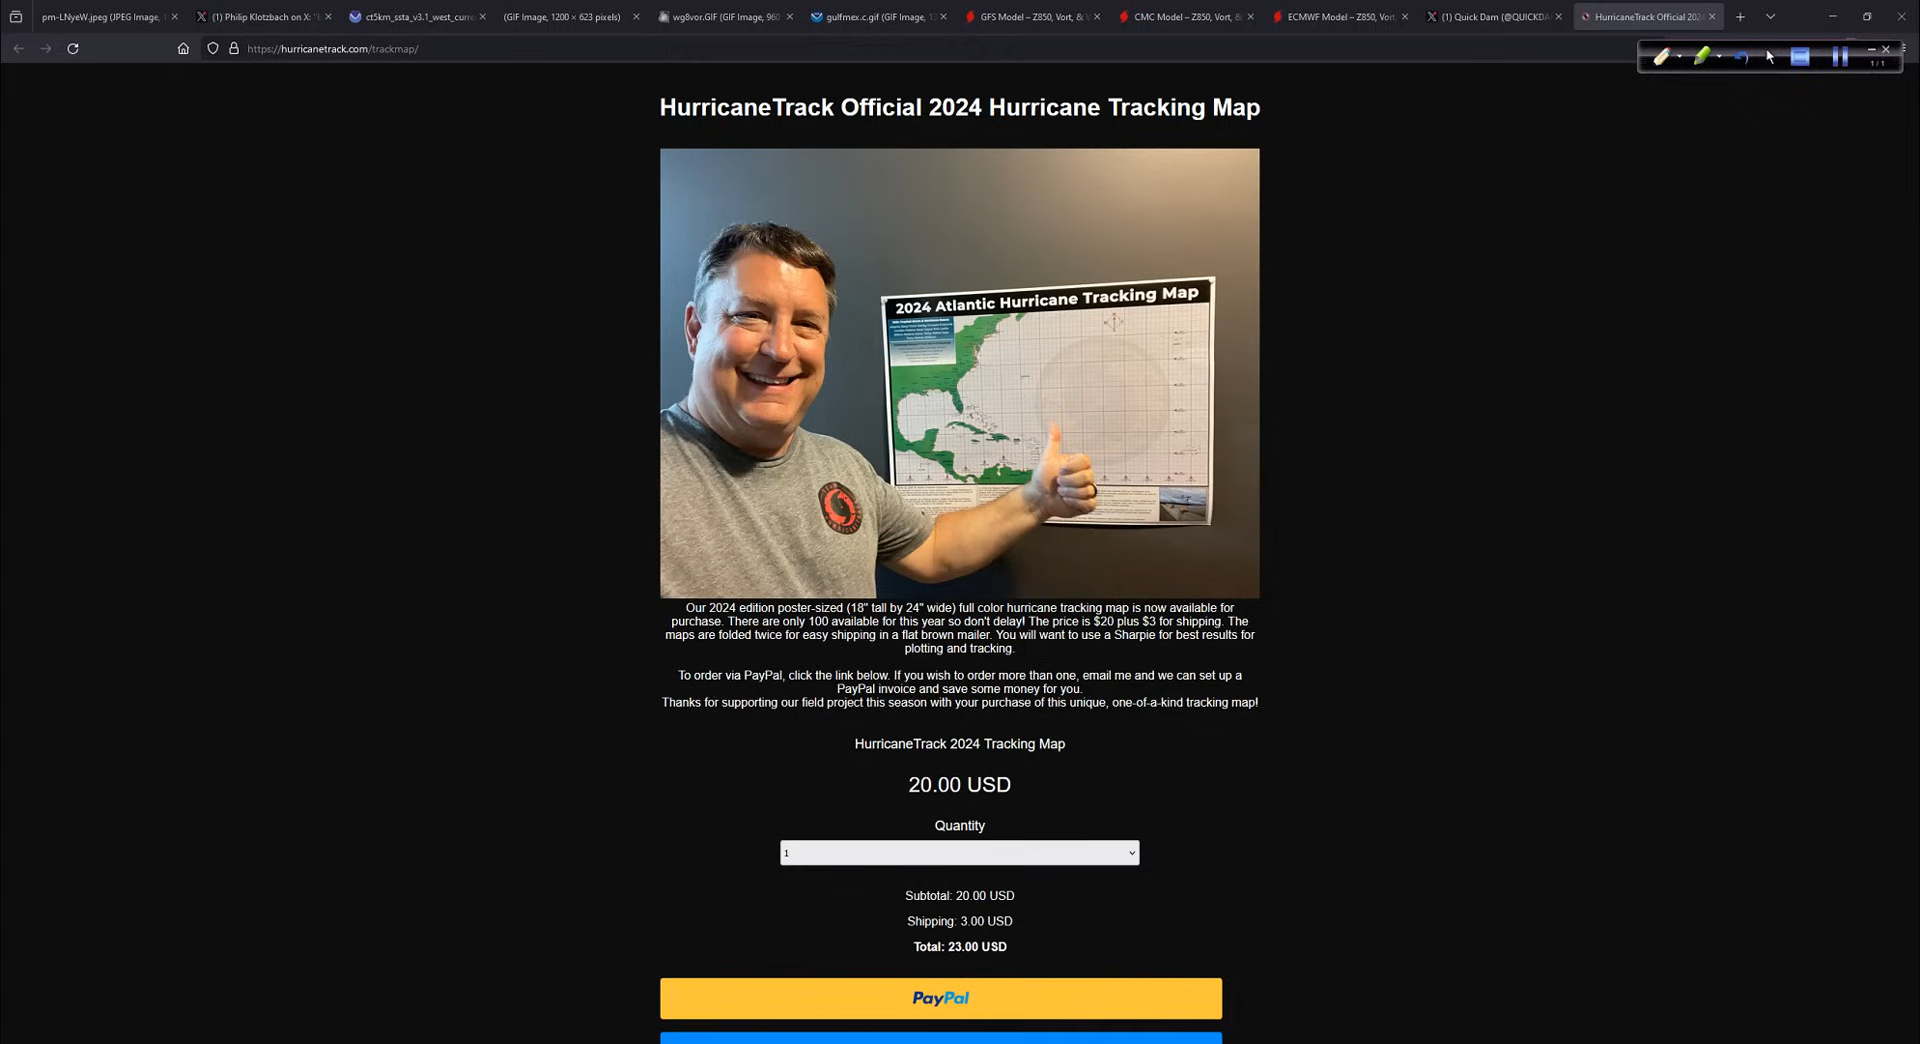 pm-LNyeW.jpeg (JPEG Image,
(1) Philip Klotzbach on X: "
ct5km_ssta_v3.1_west_curre
(GIF Image, 1200 × 623 pixels)
wg8vor.GIF (GIF Image, 960
gulfmex.c.gif (GIF Image, 1
GFS Model – Z850, Vort, &
CMC Model – Z850, Vort, &
ECMWF Model – Z850, Vort,
(1) Quick Dam (@QUICKDA
HurricaneTrack Official 202
https://hurricanetrack.com/trackmap/
1 / 1
HurricaneTrack Official 2024 Hurricane Tracking Map
2024 Atlantic Hurricane Tracking Map
Our 2024 edition poster-sized (18" tall by 24" wide) full color hurricane tracking map is now available for
purchase. There are only 100 available for this year so don't delay! The price is $20 plus $3 for shipping. The
maps are folded twice for easy shipping in a flat brown mailer. You will want to use a Sharpie for best results for
plotting and tracking.
To order via PayPal, click the link below. If you wish to order more than one, email me and we can set up a
PayPal invoice and save some money for you.
Thanks for supporting our field project this season with your purchase of this unique, one-of-a-kind tracking map!
HurricaneTrack 2024 Tracking Map
20.00 USD
Quantity
1
Subtotal: 20.00 USD
Shipping: 3.00 USD
Total: 23.00 USD
PayPal